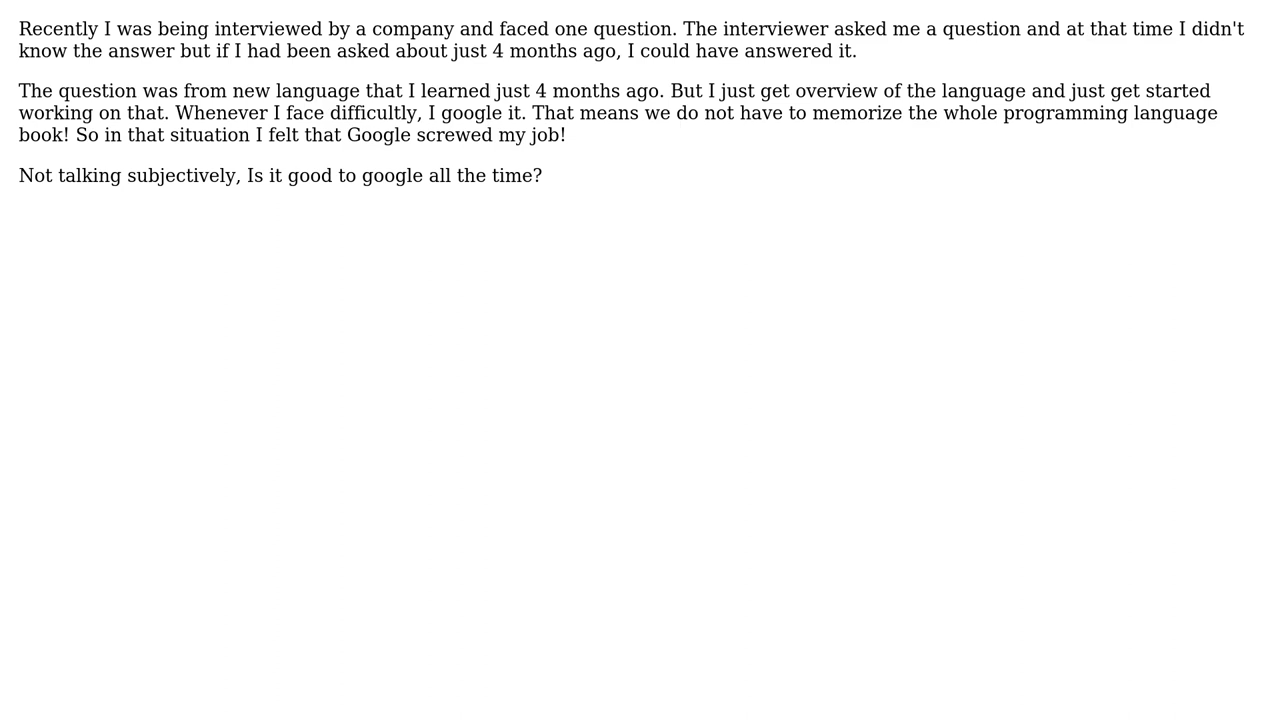 Recently I was being interviewed by a company and faced one question. The interviewer asked me a question and at that time I didn't
know the answer but if I had been asked about just 4 months ago, I could have answered it.
The question was from new language that I learned just 4 months ago. But I just get overview of the language and just get started
working on that. Whenever I face difficultly, I google it. That means we do not have to memorize the whole programming language
book! So in that situation I felt that Google screwed my job!
Not talking subjectively, Is it good to google all the time?